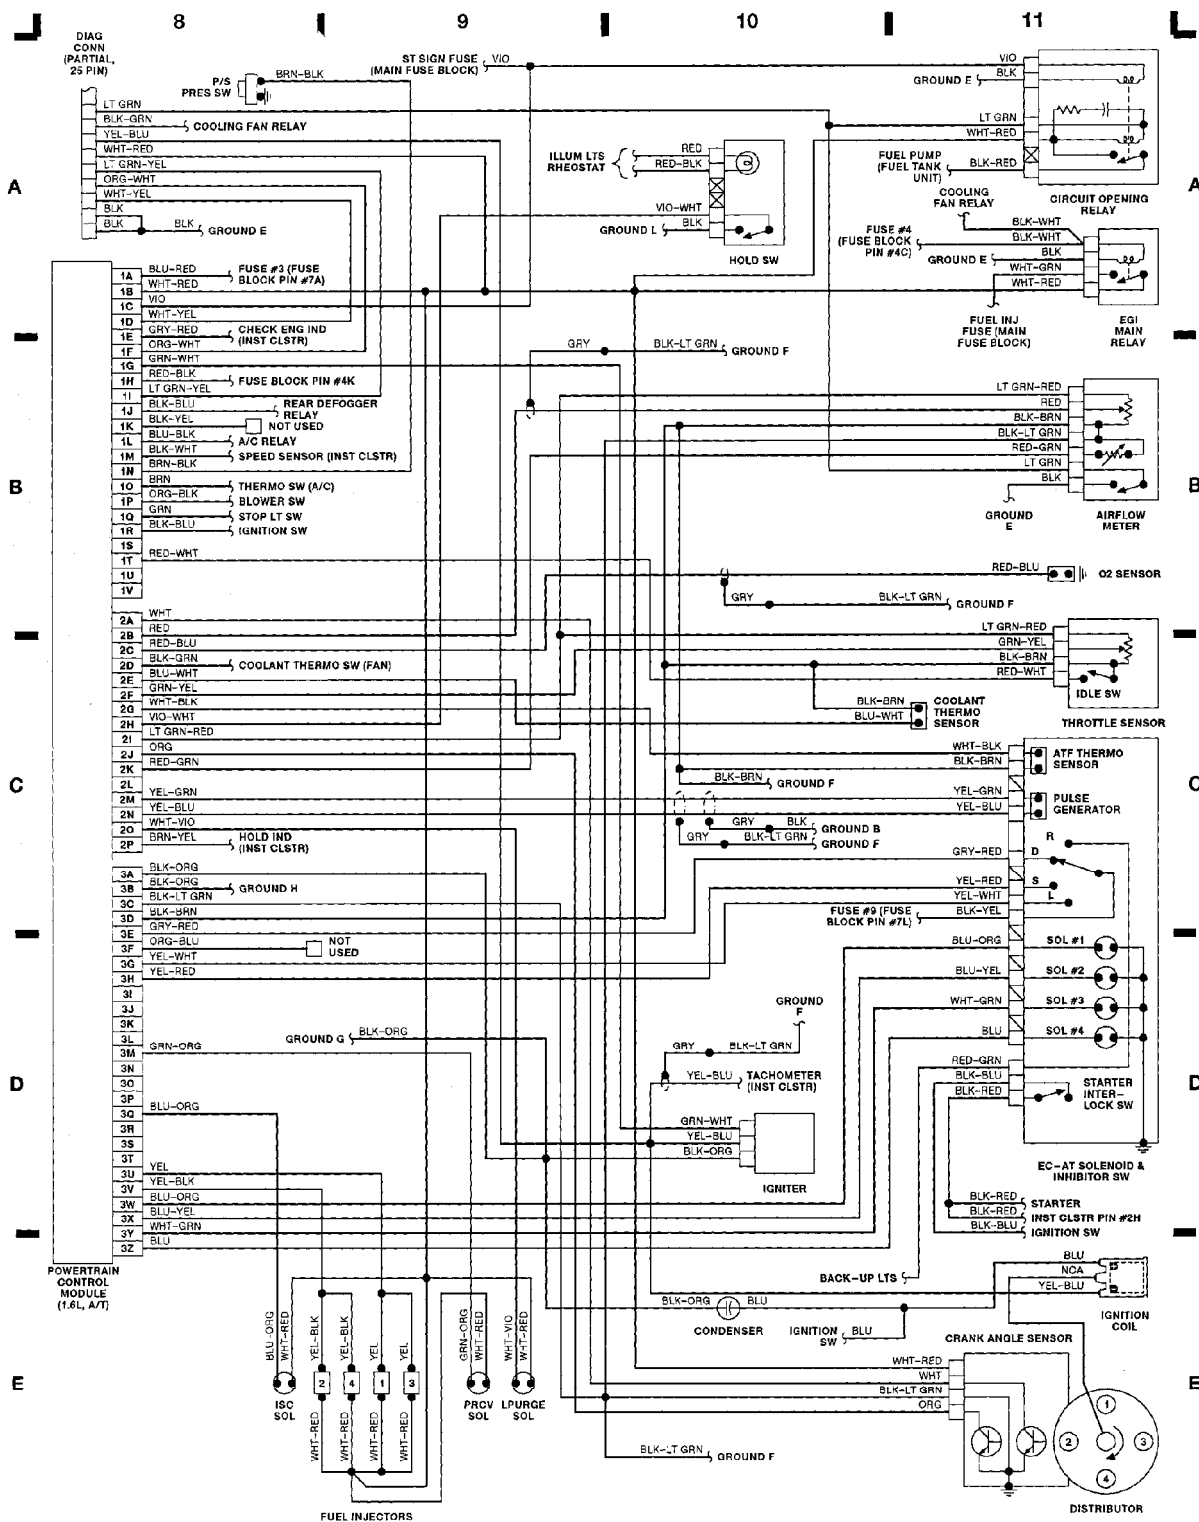 8 9 10 11
A
B
C
D
E
A
B
C
D
E
DIAG
CONN
(PARTIAL,
25 PIN)
LT GRN
BLK-GRN
COOLING FAN RELAY
YEL-BLU
WHT-RED
LT GRN-YEL
ORG-WHT
WHT-YEL
BLK
BLK
BLK
GROUND E
P/S
PRES SW
BRN-BLK
ST SIGN FUSE
(MAIN FUSE BLOCK)
VIO
ILLUM LTS
RHEOSTAT
RED
RED-BLK
VIO-WHT
GROUND L
BLK
HOLD SW
VIO
GROUND E
BLK
LT GRN
WHT-RED
FUEL PUMP
(FUEL TANK
UNIT)
BLK-RED
CIRCUIT OPENING
RELAY
COOLING
FAN RELAY
BLK-WHT
FUSE #4
(FUSE BLOCK
PIN #4C)
BLK-WHT
GROUND E
BLK
WHT-GRN
WHT-RED
FUEL INJ
FUSE (MAIN
FUSE BLOCK)
EGI
MAIN
RELAY
1A BLU-RED
FUSE #3 (FUSE
BLOCK PIN #7A)
1B WHT-RED
1C VIO
1D WHT-YEL
1E GRY-RED
CHECK ENG IND
(INST CLSTR)
1F ORG-WHT
1G GRN-WHT
1H RED-BLK
FUSE BLOCK PIN #4K
1I LT GRN-YEL
1J BLK-BLU
REAR DEFOGGER
RELAY
1K BLK-YEL
NOT USED
1L BLU-BLK
A/C RELAY
1M BLK-WHT
SPEED SENSOR (INST CLSTR)
1N BRN-BLK
1O BRN
THERMO SW (A/C)
1P ORG-BLK
BLOWER SW
1Q GRN
STOP LT SW
1R BLK-BLU
IGNITION SW
1S
1T RED-WHT
1U
1V
GRY BLK-LT GRN GROUND F
LT GRN-RED
RED
BLK-BRN
BLK-LT GRN
RED-GRN
LT GRN
BLK
GROUND
E
AIRFLOW
METER
RED-BLU
O2 SENSOR
GRY BLK-LT GRN GROUND F
2A WHT
2B RED
2C RED-BLU
2D BLK-GRN
COOLANT THERMO SW (FAN)
2E BLU-WHT
2F GRN-YEL
2G WHT-BLK
2H VIO-WHT
2I LT GRN-RED
2J ORG
2K RED-GRN
2L
2M YEL-GRN
2N YEL-BLU
2O WHT-VIO
2P BRN-YEL
HOLD IND
(INST CLSTR)
LT GRN-RED
GRN-YEL
BLK-BRN
RED-WHT
IDLE SW
THROTTLE SENSOR
BLK-BRN
BLU-WHT
COOLANT
THERMO
SENSOR
WHT-BLK
BLK-BRN
ATF THERMO
SENSOR
BLK-BRN GROUND F
YEL-GRN
YEL-BLU
PULSE
GENERATOR
GRY BLK GROUND B
GRY BLK-LT GRN GROUND F
R
D
S
L
GRY-RED
YEL-RED
YEL-WHT
FUSE #9 (FUSE
BLOCK PIN #7L)
BLK-YEL
3A BLK-ORG
3B BLK-ORG
GROUND H
3C BLK-LT GRN
3D BLK-BRN
3E GRY-RED
3F ORG-BLU
NOT
USED
3G YEL-WHT
3H YEL-RED
3I
3J
3K
3L
3M GRN-ORG
3N
3O
3P
3Q BLU-ORG
3R
3S
3T
3U YEL
3V YEL-BLK
3W BLU-ORG
3X BLU-YEL
3Y WHT-GRN
3Z BLU
POWERTRAIN
CONTROL
MODULE
(1.6L, A/T)
BLU-ORG SOL #1
BLU-YEL SOL #2
WHT-GRN SOL #3
BLU SOL #4
GROUND G
BLK-ORG
GROUND
F
GRY BLK-LT GRN
YEL-BLU
TACHOMETER
(INST CLSTR)
GRN-WHT
YEL-BLU
BLK-ORG
IGNITER
RED-GRN
BLK-BLU
BLK-RED
STARTER
INTER-
LOCK SW
EC-AT SOLENOID &
INHIBITOR SW
BLK-RED STARTER
BLK-RED INST CLSTR PIN #2H
BLK-BLU IGNITION SW
BACK-UP LTS
BLK-ORG BLU
CONDENSER
IGNITION
SW
BLU
BLU
NCA
YEL-BLU
IGNITION
COIL
CRANK ANGLE SENSOR
WHT-RED
WHT
BLK-LT GRN
ORG
BLK-LT GRN GROUND F
1
2
3
4
DISTRIBUTOR
BLU-ORG
WHT-RED
YEL-BLK
YEL-BLK
YEL
YEL
GRN-ORG
WHT-RED
WHT-VIO
WHT-RED
ISC
SOL
2 4 1 3
PRCV
SOL
LPURGE
SOL
WHT-RED
WHT-RED
WHT-RED
WHT-RED
FUEL INJECTORS